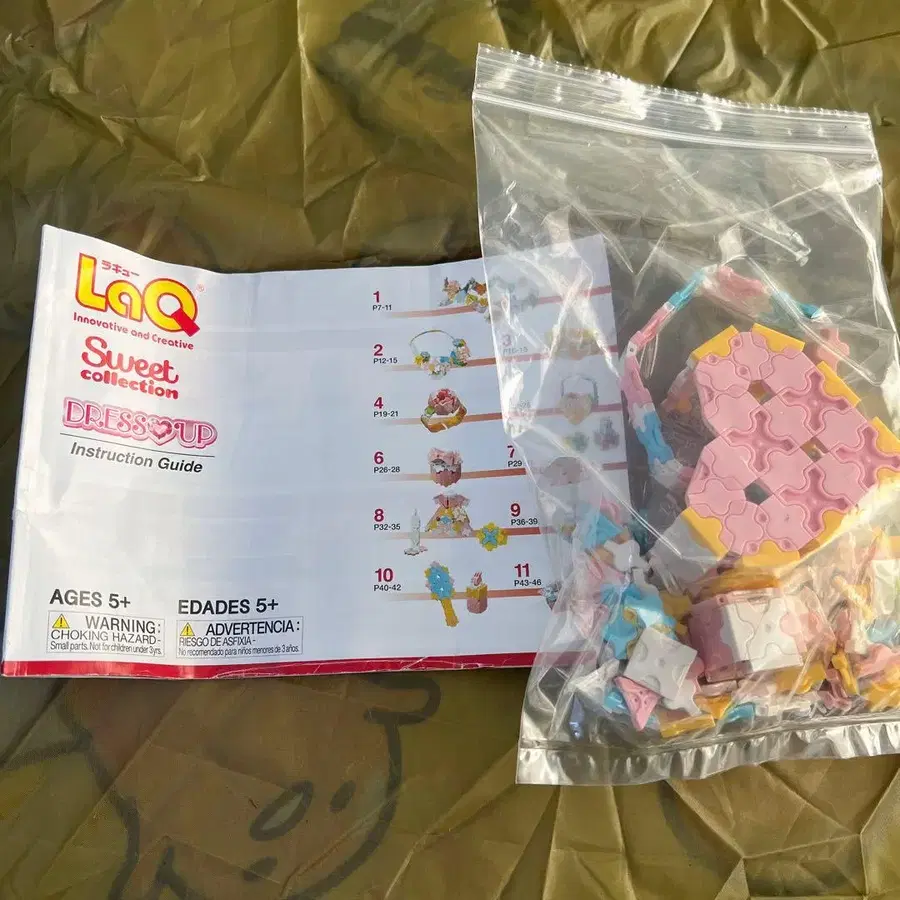 ラキュー
LaQ®
Innovative and Creative
Sweet
collection
DRESS UP
Instruction Guide
AGES 5+
WARNING:
CHOKING HAZARD-
Small parts. Not for children under 3yrs.
EDADES 5+
ADVERTENCIA:
RIESGO DE ASFIXIA-
No recomendado para niños menores de 3 años.
1
P7-11
2
P12-15
3
4
P19-21
6
P26-28
7
P29
8
P32-35
9
P36-39
10
P40-42
11
P43-46